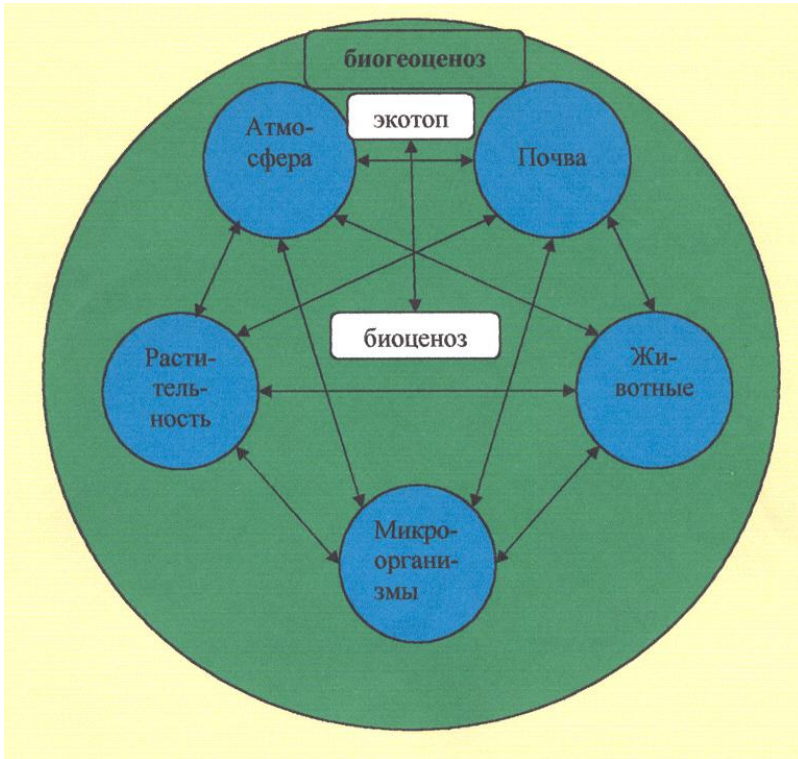 биогеоценоз
Атмо-
сфера
экотоп
Почва
биоценоз
Расти-
тель-
ность
Жи-
вотные
Микро-
органи-
змы